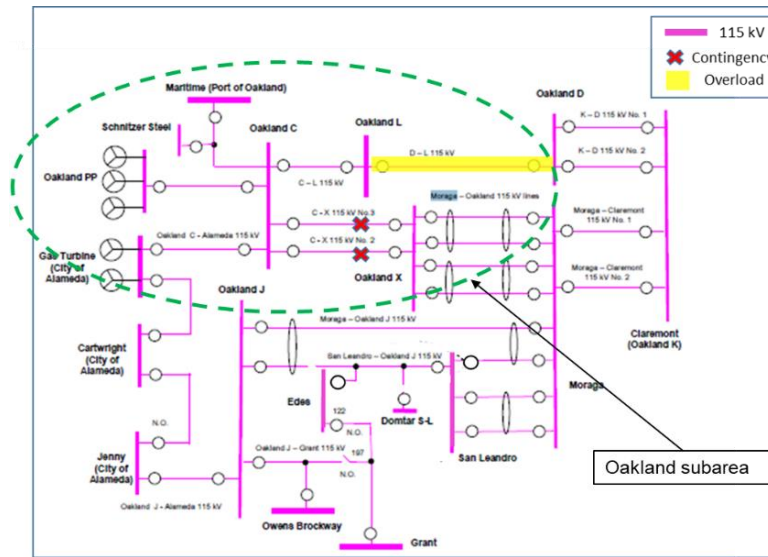 115 kV
Contingency
Overload
Maritime (Port of Oakland)
Schnitzer Steel
Oakland C
Oakland L
Oakland D
K – D 115 kV No. 1
K – D 115 kV No. 2
D – L 115 kV
C – L 115 kV
Oakland PP
Moraga – Oakland 115 kV lines
C - X 115 kV No.3
C - X 115 kV No. 2
Oakland C - Alameda 115 kV
Moraga – Claremont
115 kV No. 1
Moraga – Claremont
115 kV No. 2
Gas Turbine
(City of
Alameda)
Oakland X
Oakland J
Moraga – Oakland J 115 kV
Claremont
(Oakland K)
Cartwright
(City of
Alameda)
San Leandro – Oakland J 115 kV
Edes
Moraga
122
N.O.
Domtar S-L
N.O.
Jenny
(City of
Alameda)
Oakland J – Grant 115 kV
197
N.O.
San Leandro
Oakland subarea
Oakland J - Alameda 115 kV
Owens Brockway
Grant